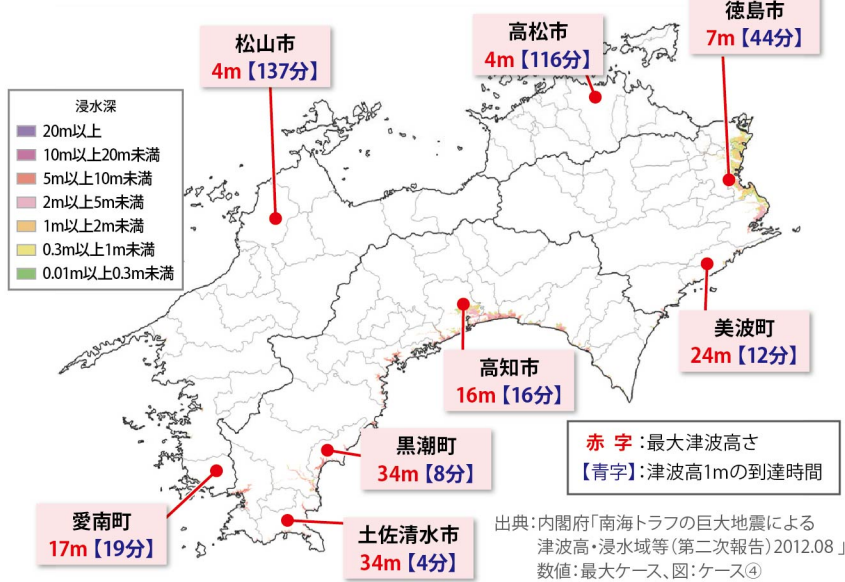 松山市
4m【137分】
高松市
4m【116分】
徳島市
7m【44分】
浸水深
20m以上
10m以上20m未満
5m以上10m未満
2m以上5m未満
1m以上2m未満
0.3m以上1m未満
0.01m以上0.3m未満
美波町
24m【12分】
高知市
16m【16分】
黒潮町
34m【8分】
愛南町
17m【19分】
土佐清水市
34m【4分】
赤 字：最大津波高さ
【青字】：津波高1mの到達時間
出典：内閣府「南海トラフの巨大地震による
津波高・浸水域等（第二次報告）2012.08」
数値：最大ケース、図：ケース④